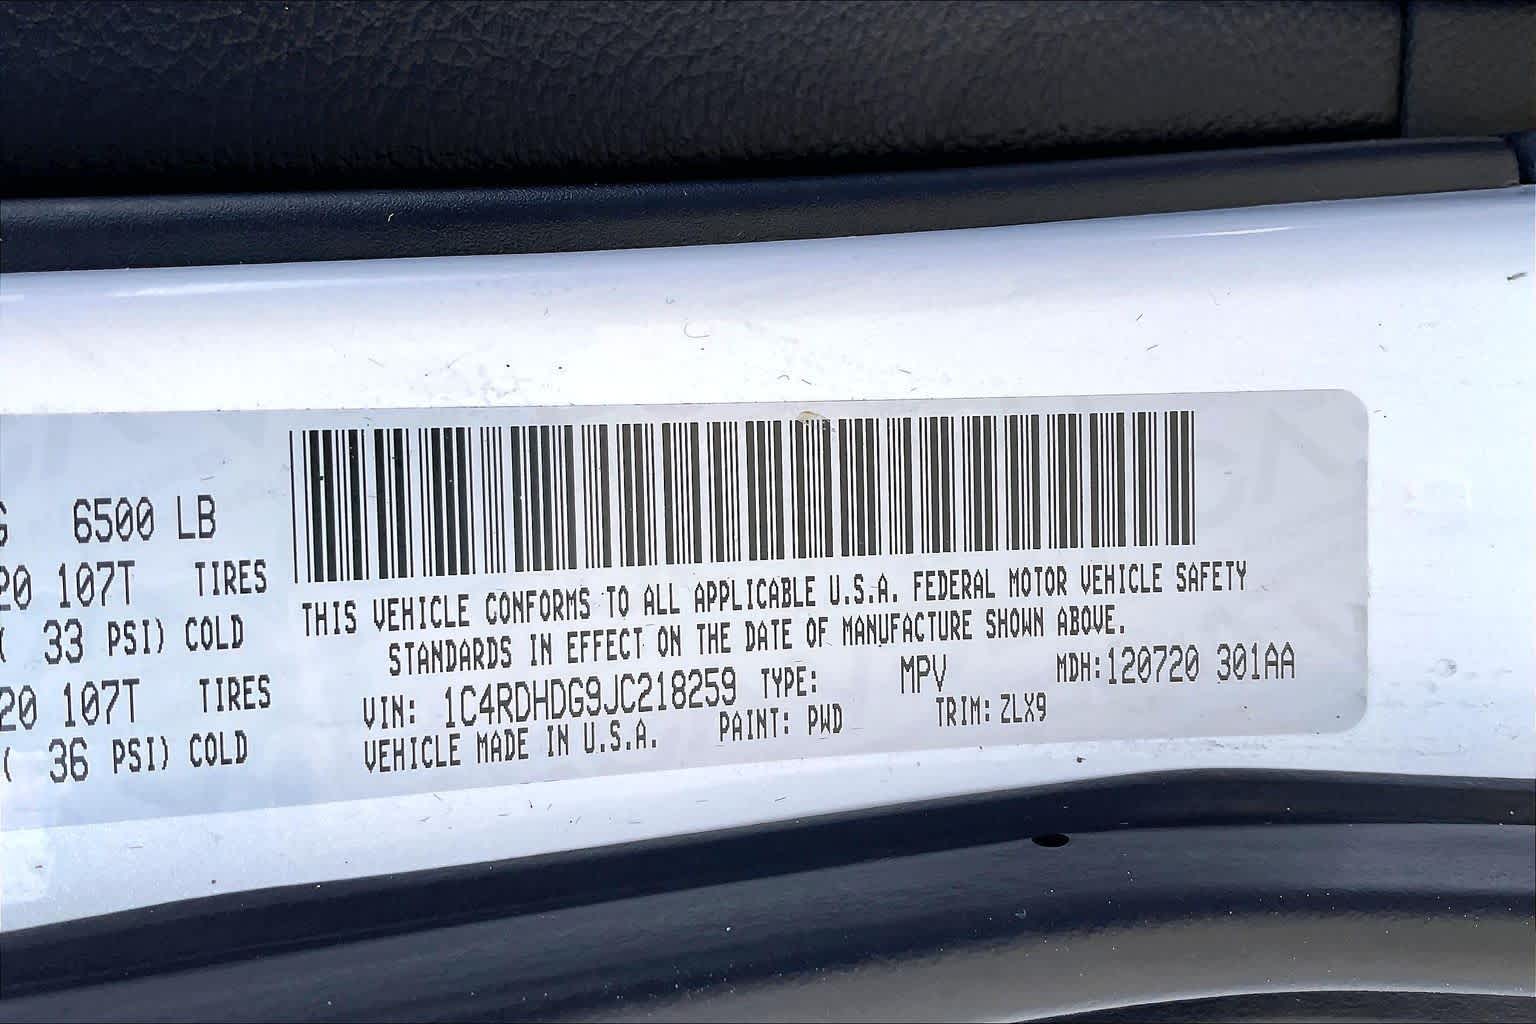 6500 LB
20 107T TIRES
( 33 PSI) COLD
20 107T TIRES
( 36 PSI) COLD
THIS VEHICLE CONFORMS TO ALL APPLICABLE U.S.A. FEDERAL MOTOR VEHICLE SAFETY
STANDARDS IN EFFECT ON THE DATE OF MANUFACTURE SHOWN ABOVE.
VIN: 1C4RDHDG9JC218259 TYPE: MPV MDH:120720 301AA
VEHICLE MADE IN U.S.A. PAINT: PWD TRIM: ZLX9